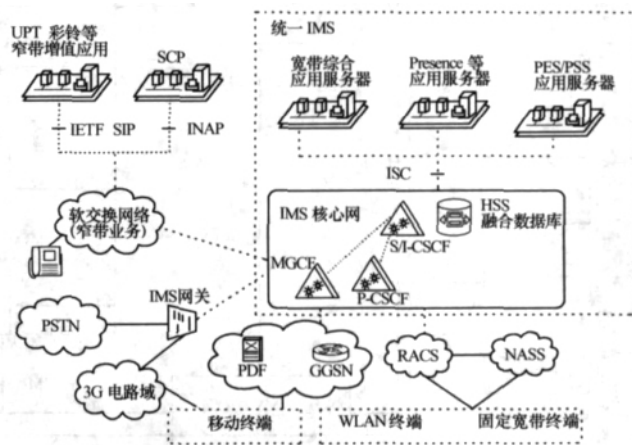 统一 IMS
UPT 彩铃等
窄带增值应用
SCP
宽带综合
应用服务器
Presence 等
应用服务器
PES/PSS
应用服务器
IETF SIP
INAP
ISC
软交换网络
(窄带业务)
IMS 核心网
HSS
融合数据库
S/I-CSCF
MGCF
P-CSCF
IMS网关
PSTN
3G 电路域
PDF
GGSN
RACS
NASS
移动终端
WLAN 终端
固定宽带终端